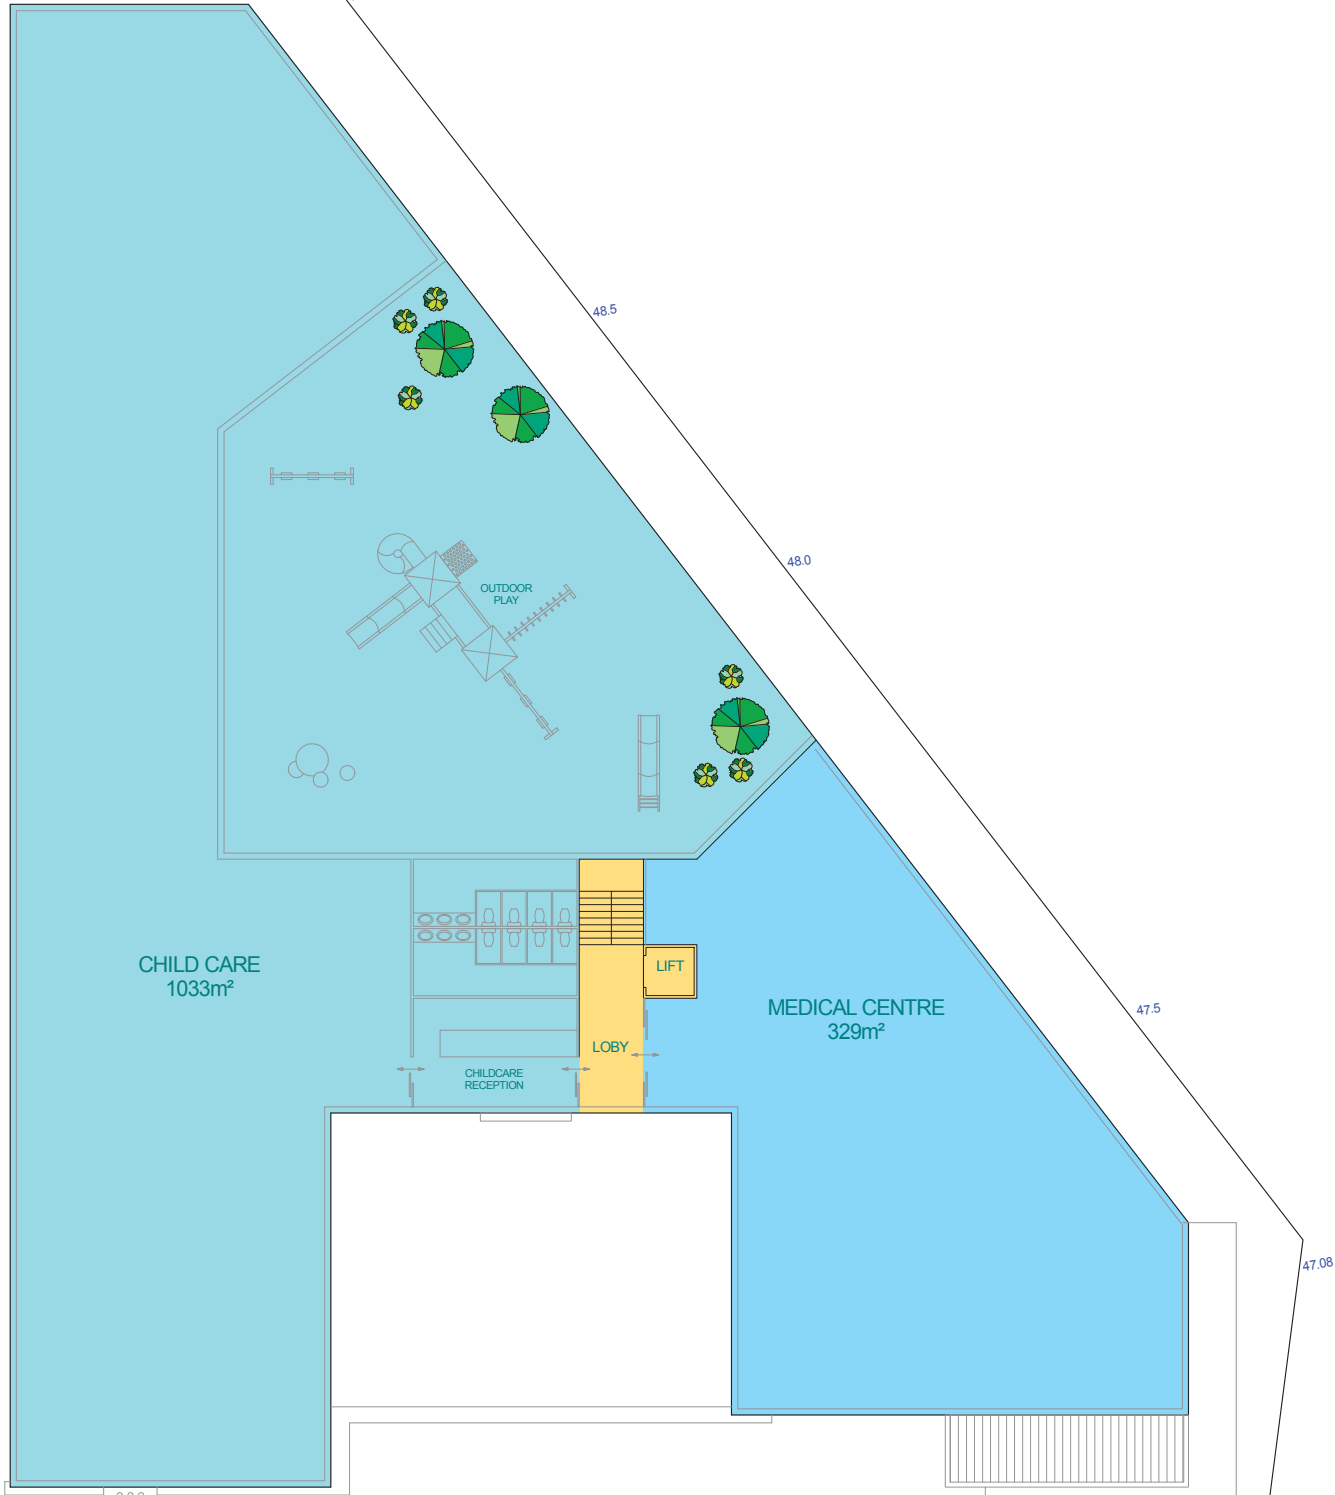 48.5
48.0
OUTDOOR
PLAY
CHILD CARE
1033m²
LIFT
MEDICAL CENTRE
329m²
47.5
LOBY
CHILDCARE
RECEPTION
47.08